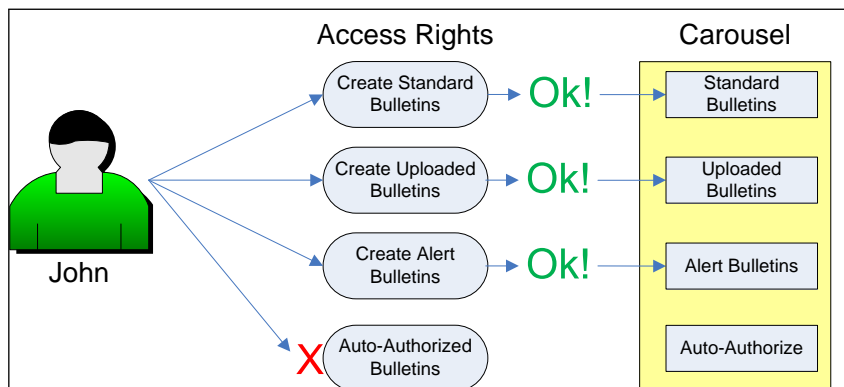 Access Rights
Carousel
Create Standard
Bulletins
Ok!
Standard
Bulletins
Create Uploaded
Bulletins
Ok!
Uploaded
Bulletins
Create Alert
Bulletins
Ok!
Alert Bulletins
John
X
Auto-Authorized
Bulletins
Auto-Authorize